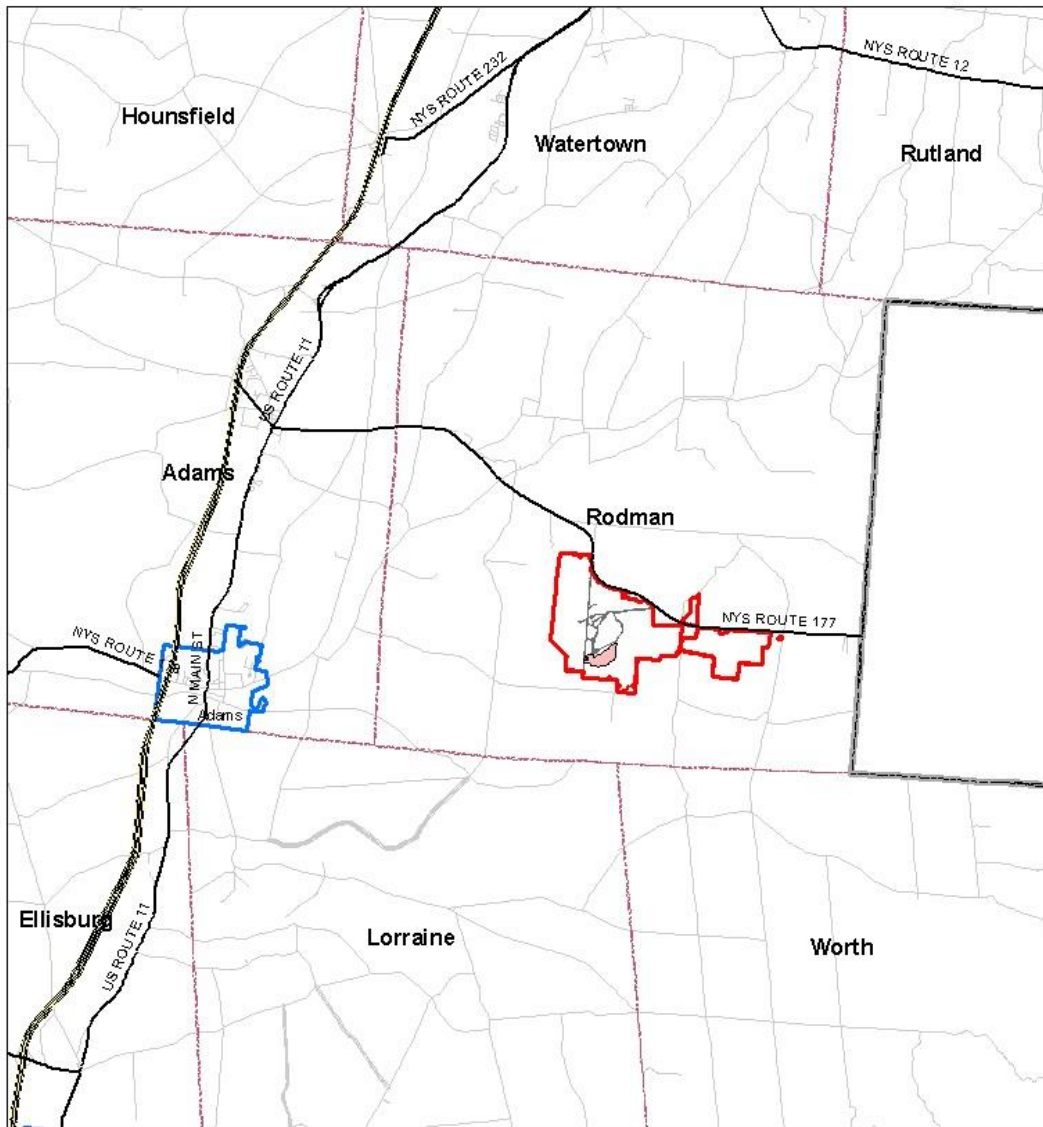 NYS ROUTE 12
NYS ROUTE 232
Hounsfield
Watertown
Rutland
US ROUTE 11
Adams
Rodman
NYS ROUTE 177
NYS ROUTE
N MAIN ST
Adams
Ellisburg
Lorraine
Worth
US ROUTE 11